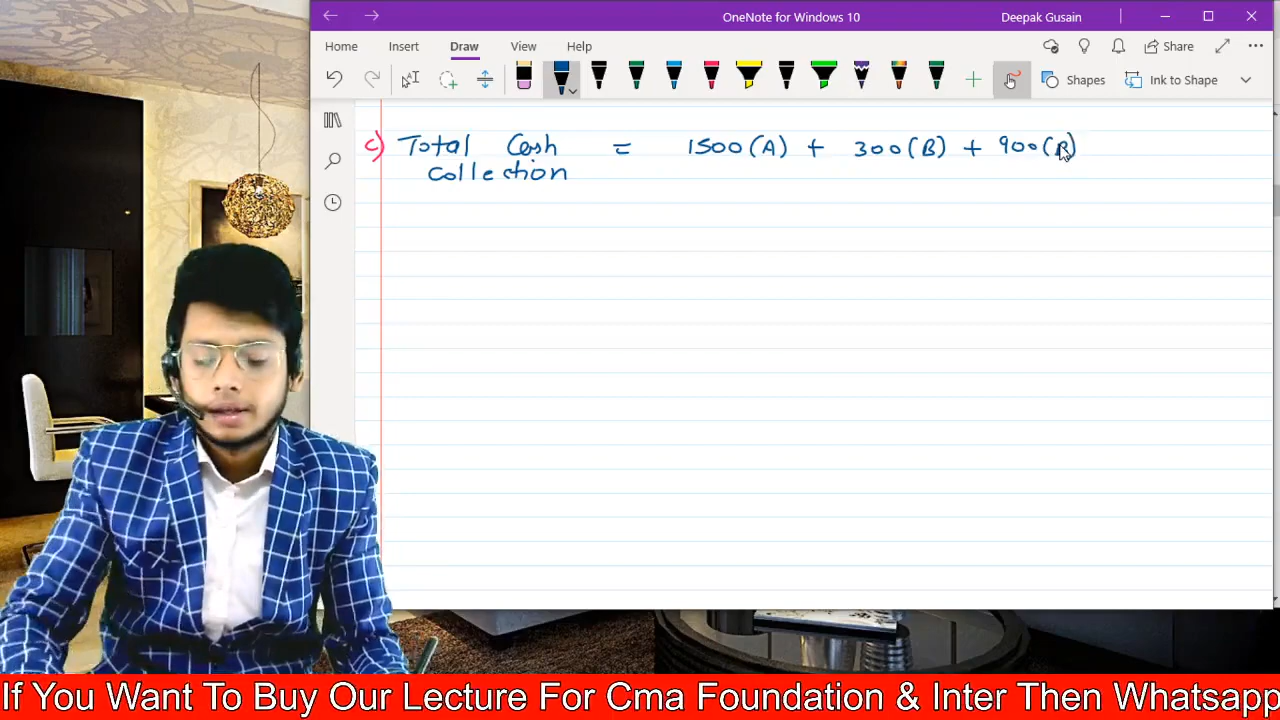 OneNote for Windows 10
Deepak Gusain
Home Insert Draw View Help
Share
Shapes
Ink to Shape
c) Total Cash = 1500(A) + 300(B) + 900(B)
collection
If You Want To Buy Our Lecture For Cma Foundation & Inter Then Whatsapp